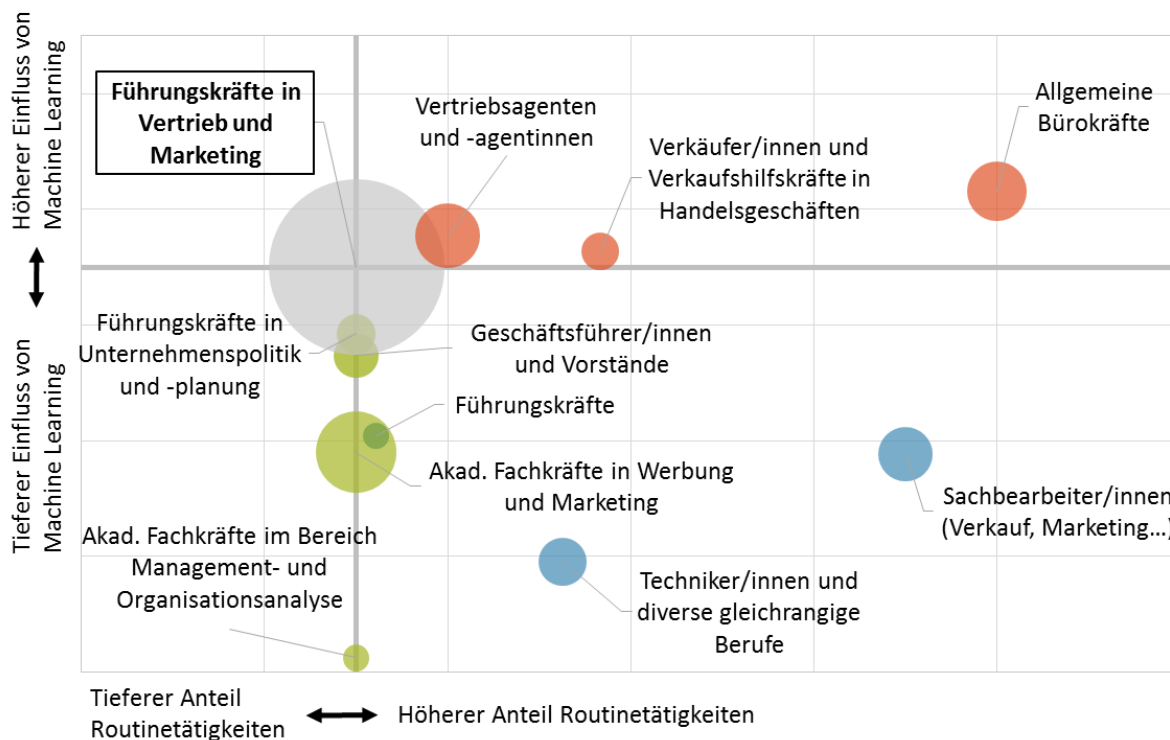 Höherer Einfluss von
Machine Learning
Tieferer Einfluss von
Machine Learning
Führungskräfte in
Vertrieb und
Marketing
Vertriebsagenten
und -agentinnen
Verkäufer/innen und
Verkaufshilfskräfte in
Handelsgeschäften
Allgemeine
Bürokräfte
Führungskräfte in
Unternehmenspolitik
und -planung
Geschäftsführer/innen
und Vorstände
Führungskräfte
Akad. Fachkräfte in Werbung
und Marketing
Sachbearbeiter/innen
(Verkauf, Marketing...)
Akad. Fachkräfte im Bereich
Management- und
Organisationsanalyse
Techniker/innen und
diverse gleichrangige
Berufe
Tieferer Anteil
Routinetätigkeiten
Höherer Anteil Routinetätigkeiten